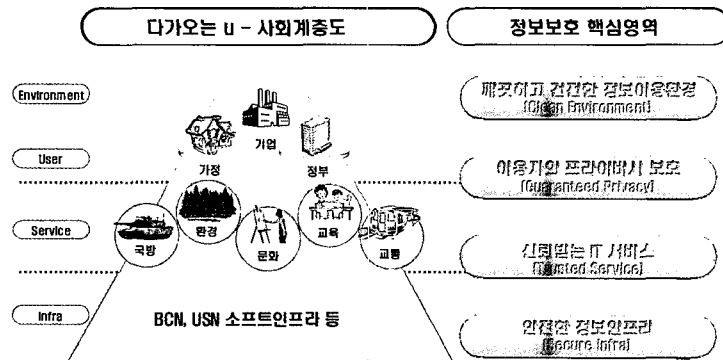 다가오는 u - 사회계층도
정보보호 핵심영역
Environment
기업
깨끗하고 건전한 정보이용환경
(Clean Environment)
User
가정
정부
이용자의 프라이버시 보호
(Guaranteed Privacy)
Service
국방
환경
문화
교육
교통
신뢰받는 IT 서비스
(Trusted Service)
Infra
BCN, USN 소프트인프라 등
안전한 정보인프라
(Secure Infra)